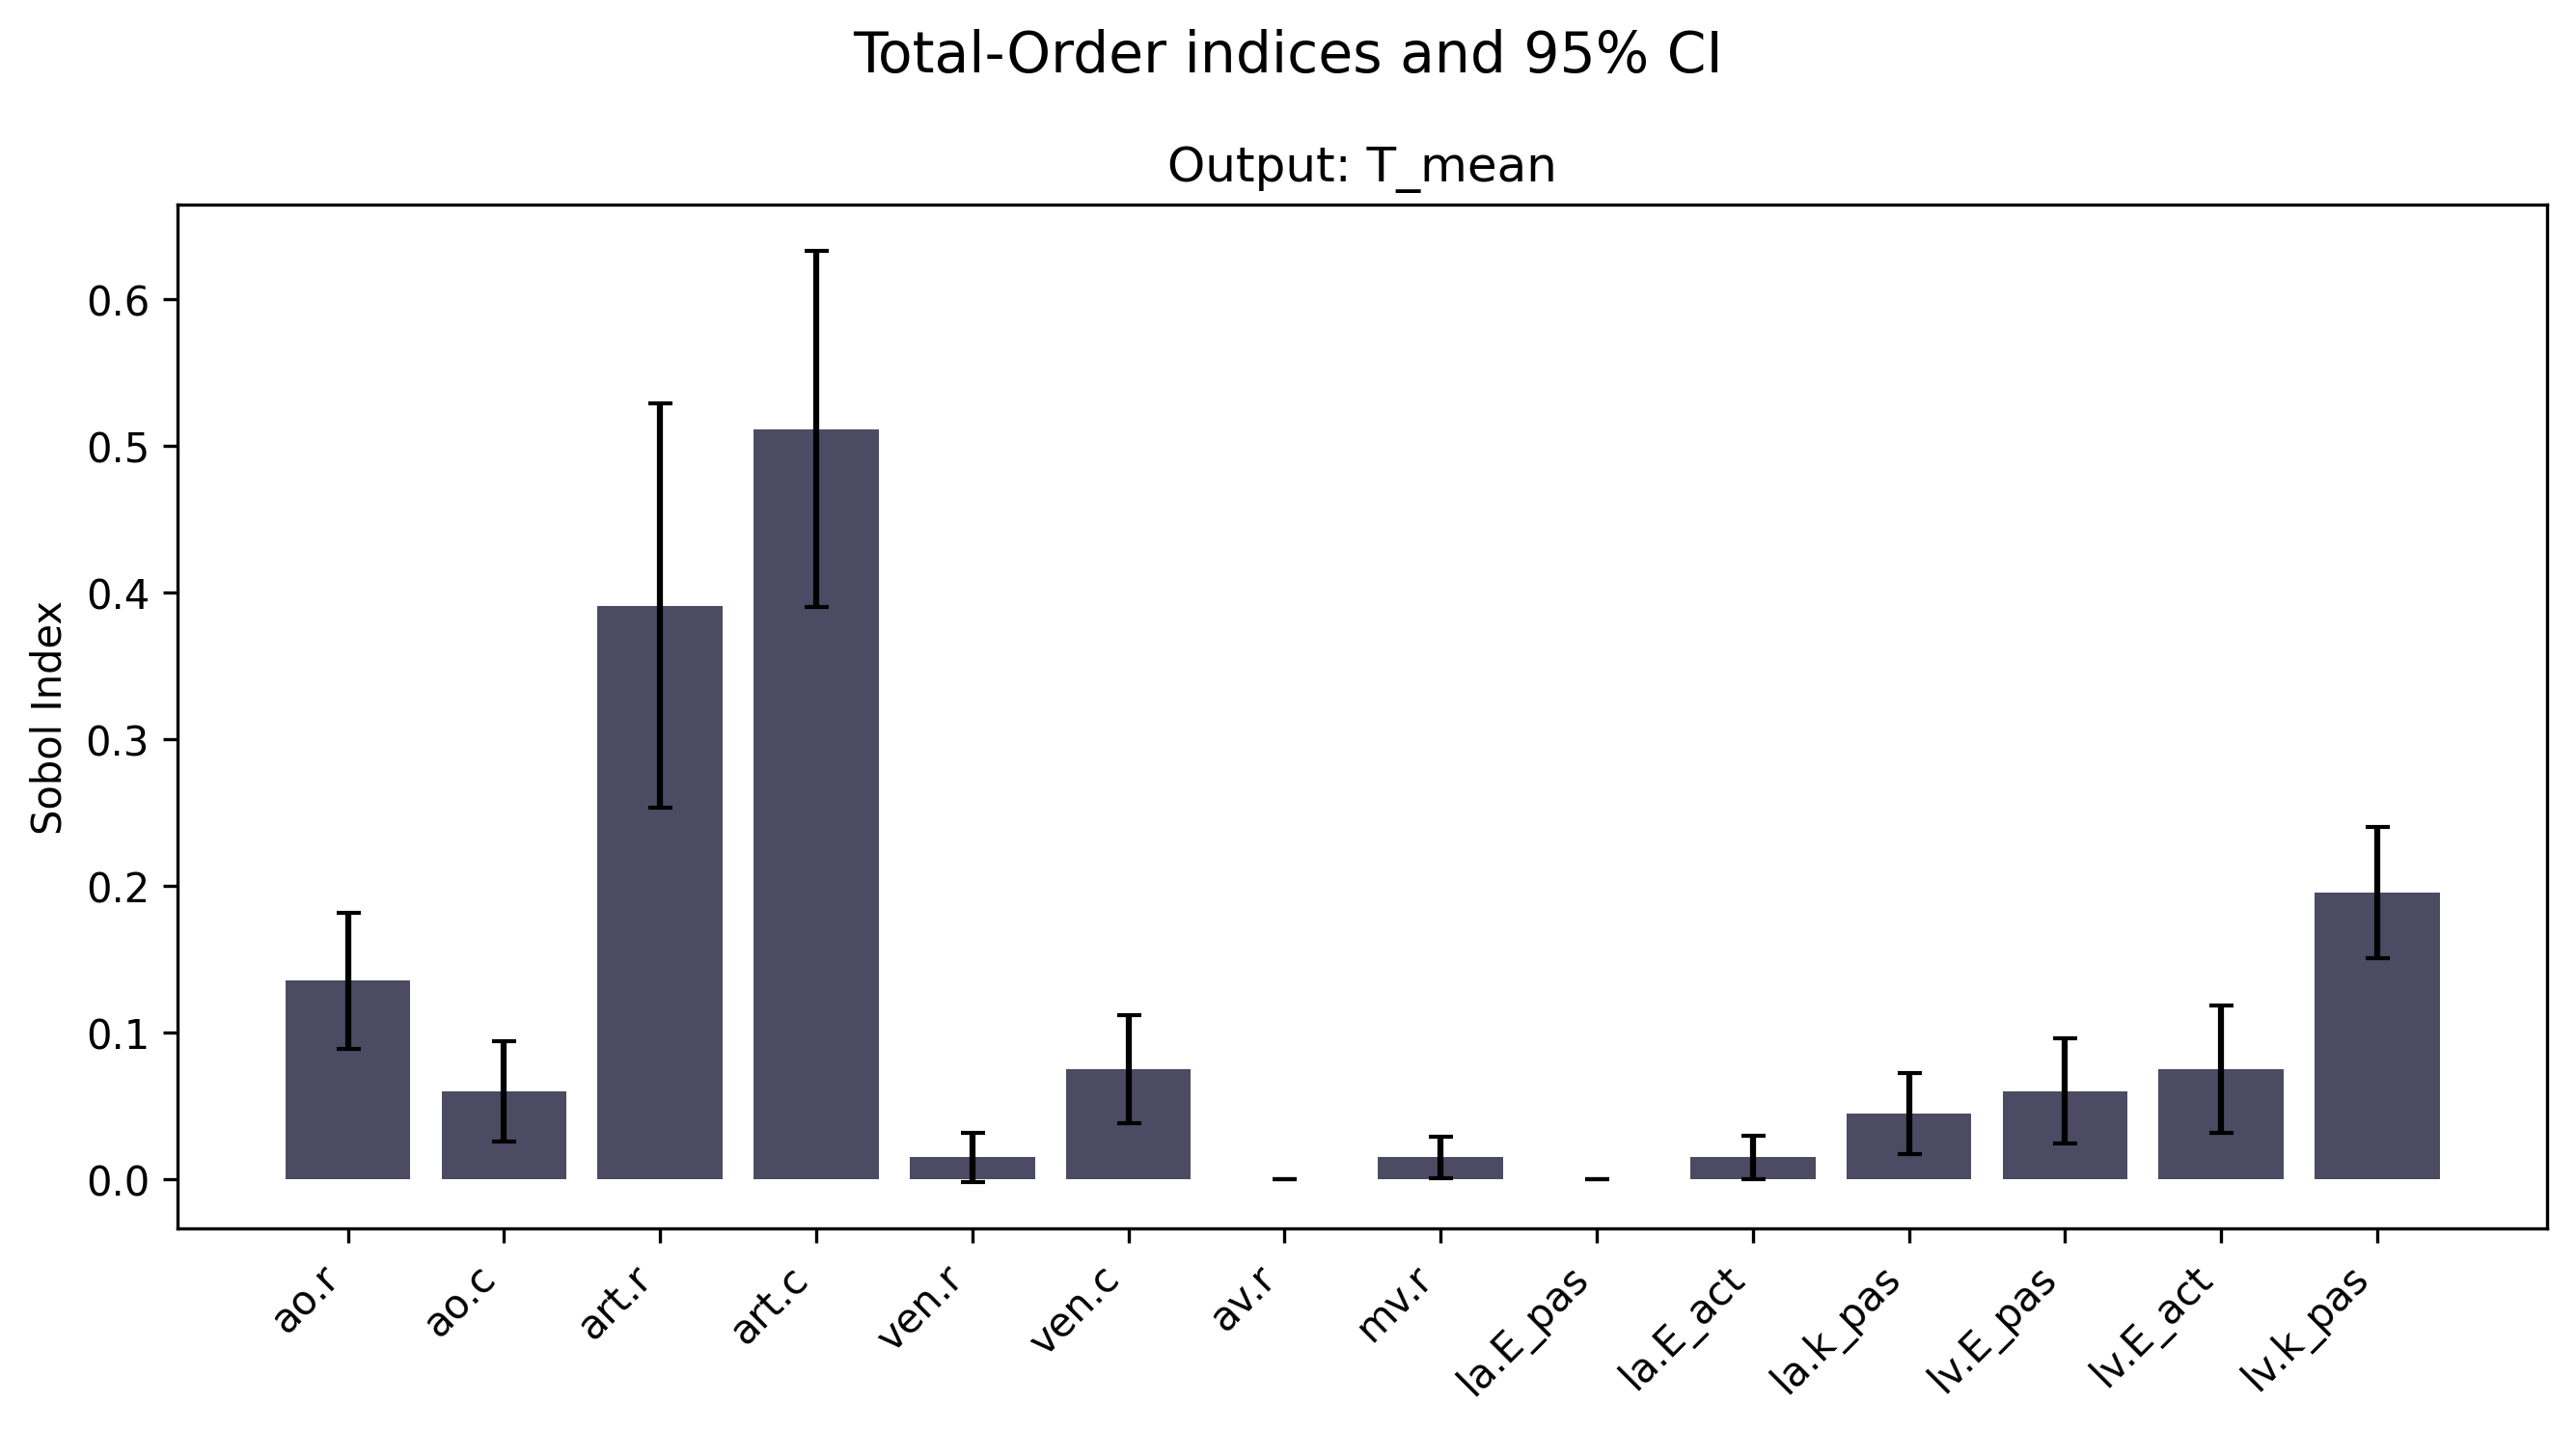 Total-Order indices and 95% CI
Output: T_mean
Sobol Index
0.6
0.5
0.4
0.3
0.2
0.1
0.0
ao.r
ao.c
art.r
art.c
ven.r
ven.c
av.r
mv.r
la.E_pas
la.E_act
la.k_pas
lv.E_pas
lv.E_act
lv.k_pas